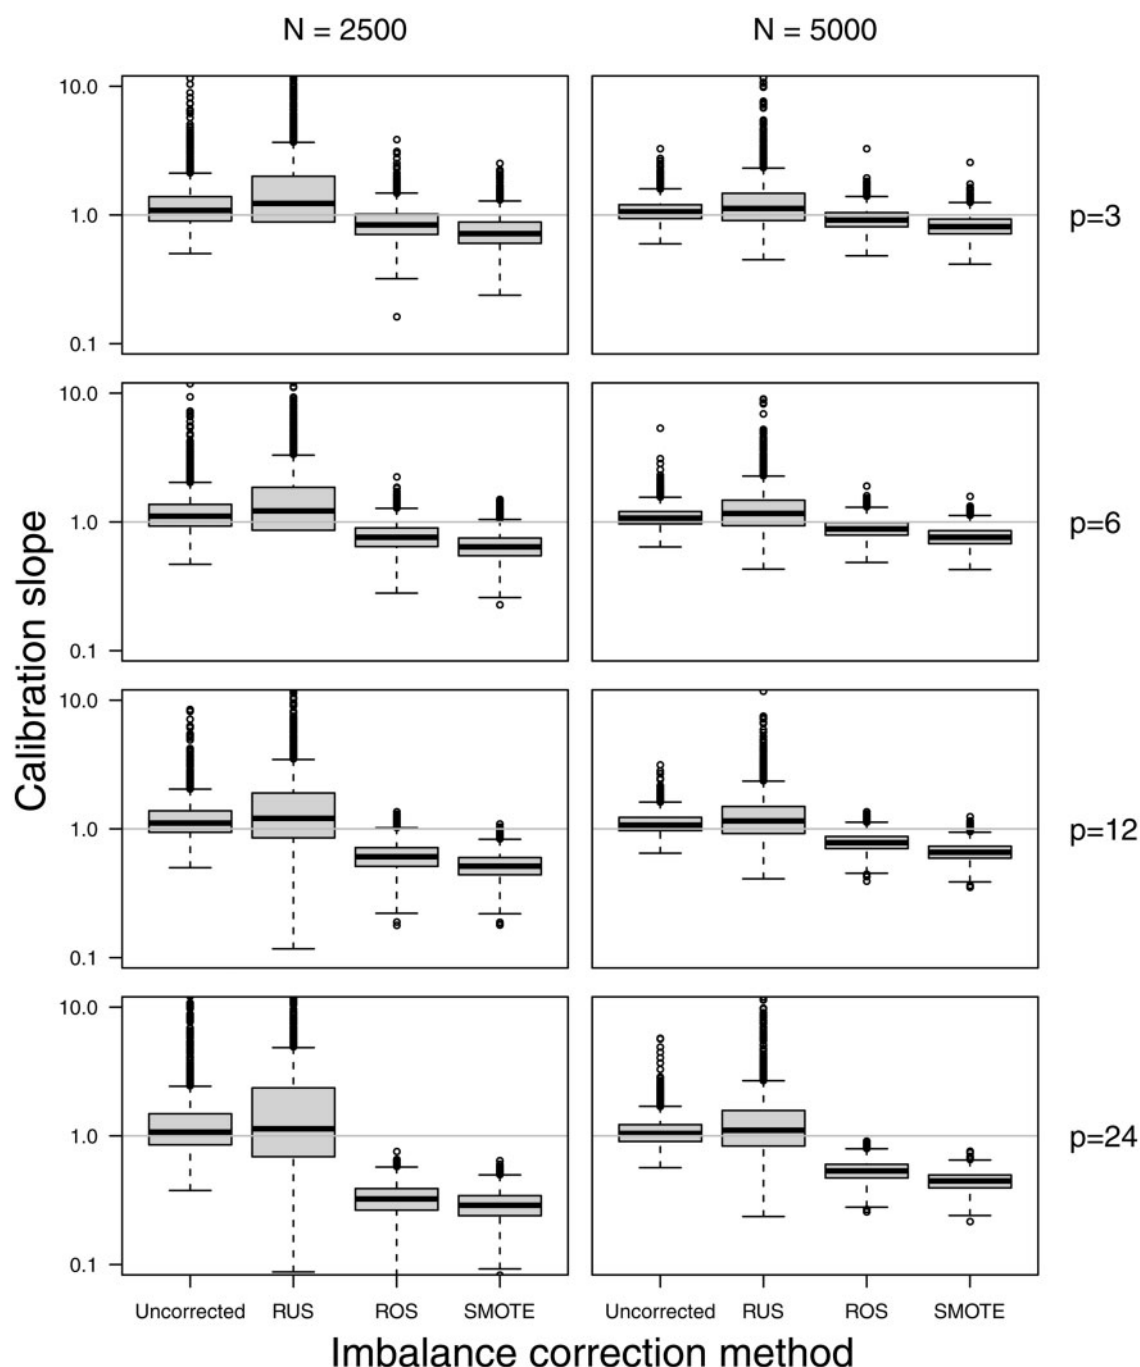 N = 2500 N = 5000
10.0
1.0
0.1
p=3
10.0
1.0
0.1
p=6
Calibration slope
10.0
1.0
0.1
p=12
10.0
1.0
0.1
p=24
Uncorrected RUS ROS SMOTE Uncorrected RUS ROS SMOTE
Imbalance correction method